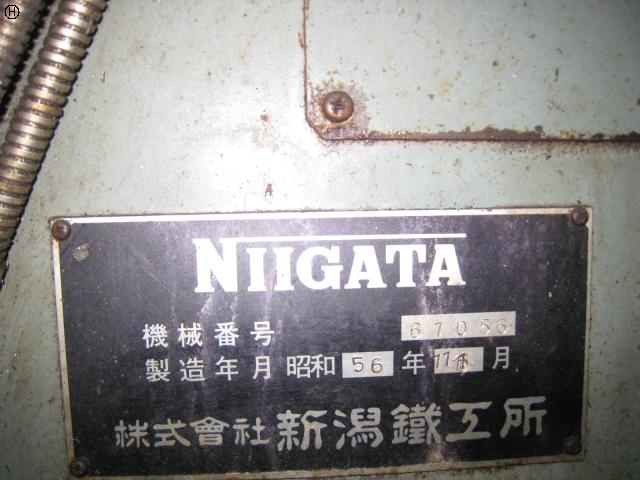 H
NIIGATA
機械番号 67056
製造年月 昭和 56 年 11 月
株式會社 新潟鐵工所